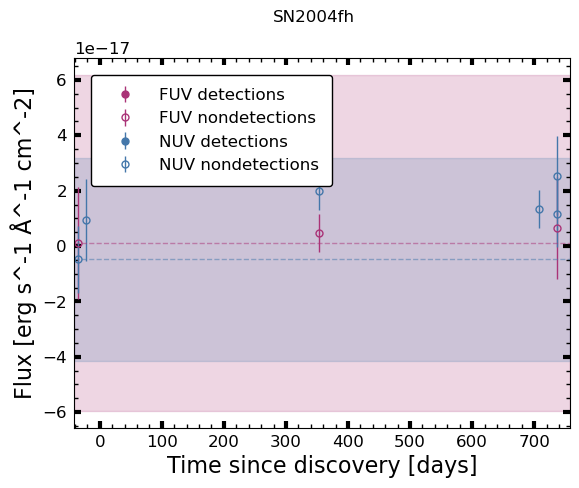 SN2004fh
1e−17
6
4
2
0
−2
−4
−6
Flux [erg s^-1 Å^-1 cm^-2]
FUV detections
FUV nondetections
NUV detections
NUV nondetections
0 100 200 300 400 500 600 700
Time since discovery [days]